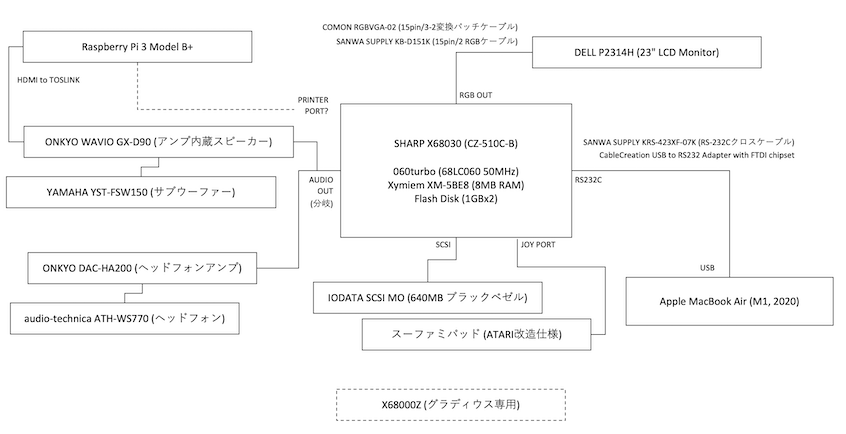 COMON RGBVGA-02 (15pin/3-2変換パッチケーブル)
SANWA SUPPLY KB-D151K (15pin/2 RGBケーブル)
Raspberry Pi 3 Model B+
DELL P2314H (23" LCD Monitor)
HDMI to TOSLINK
PRINTER
PORT?
RGB OUT
ONKYO WAVIO GX-D90 (アンプ内蔵スピーカー)
SHARP X68030 (CZ-510C-B)
060turbo (68LC060 50MHz)
Xymiem XM-5BE8 (8MB RAM)
Flash Disk (1GBx2)
SANWA SUPPLY KRS-423XF-07K (RS-232Cクロスケーブル)
CableCreation USB to RS232 Adapter with FTDI chipset
YAMAHA YST-FSW150 (サブウーファー)
AUDIO
OUT
(分岐)
RS232C
SCSI
JOY PORT
ONKYO DAC-HA200 (ヘッドフォンアンプ)
USB
IODATA SCSI MO (640MB ブラックベゼル)
Apple MacBook Air (M1, 2020)
audio-technica ATH-WS770 (ヘッドフォン)
スーファミパッド (ATARI改造仕様)
X68000Z (グラディウス専用)